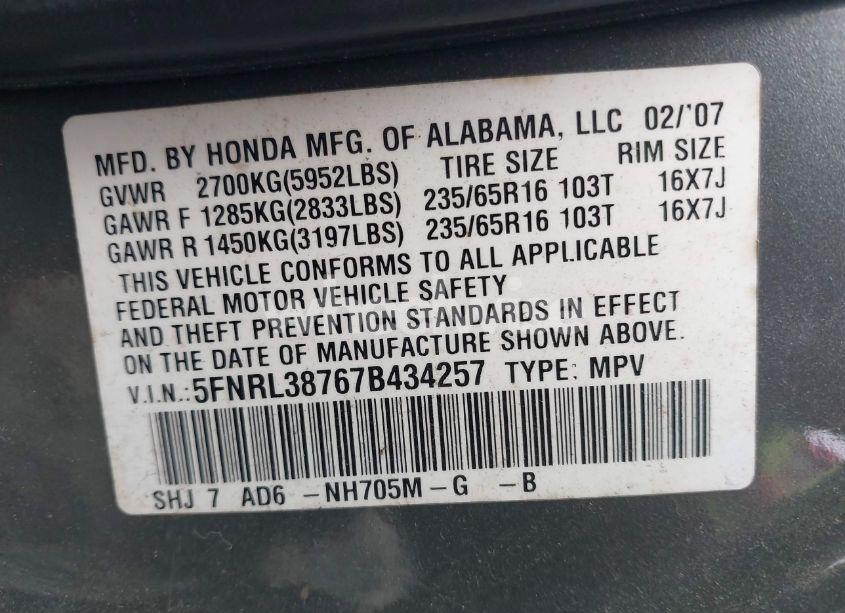 MFD. BY HONDA MFG. OF ALABAMA, LLC 02/'07
GVWR 2700KG(5952LBS) TIRE SIZE RIM SIZE
GAWR F 1285KG(2833LBS) 235/65R16 103T 16X7J
GAWR R 1450KG(3197LBS) 235/65R16 103T 16X7J
THIS VEHICLE CONFORMS TO ALL APPLICABLE
FEDERAL MOTOR VEHICLE SAFETY
AND THEFT PREVENTION STANDARDS IN EFFECT
ON THE DATE OF MANUFACTURE SHOWN ABOVE.
V.I.N.:5FNRL38767B434257 TYPE: MPV
SHJ 7 AD6 -NH705M-G -B